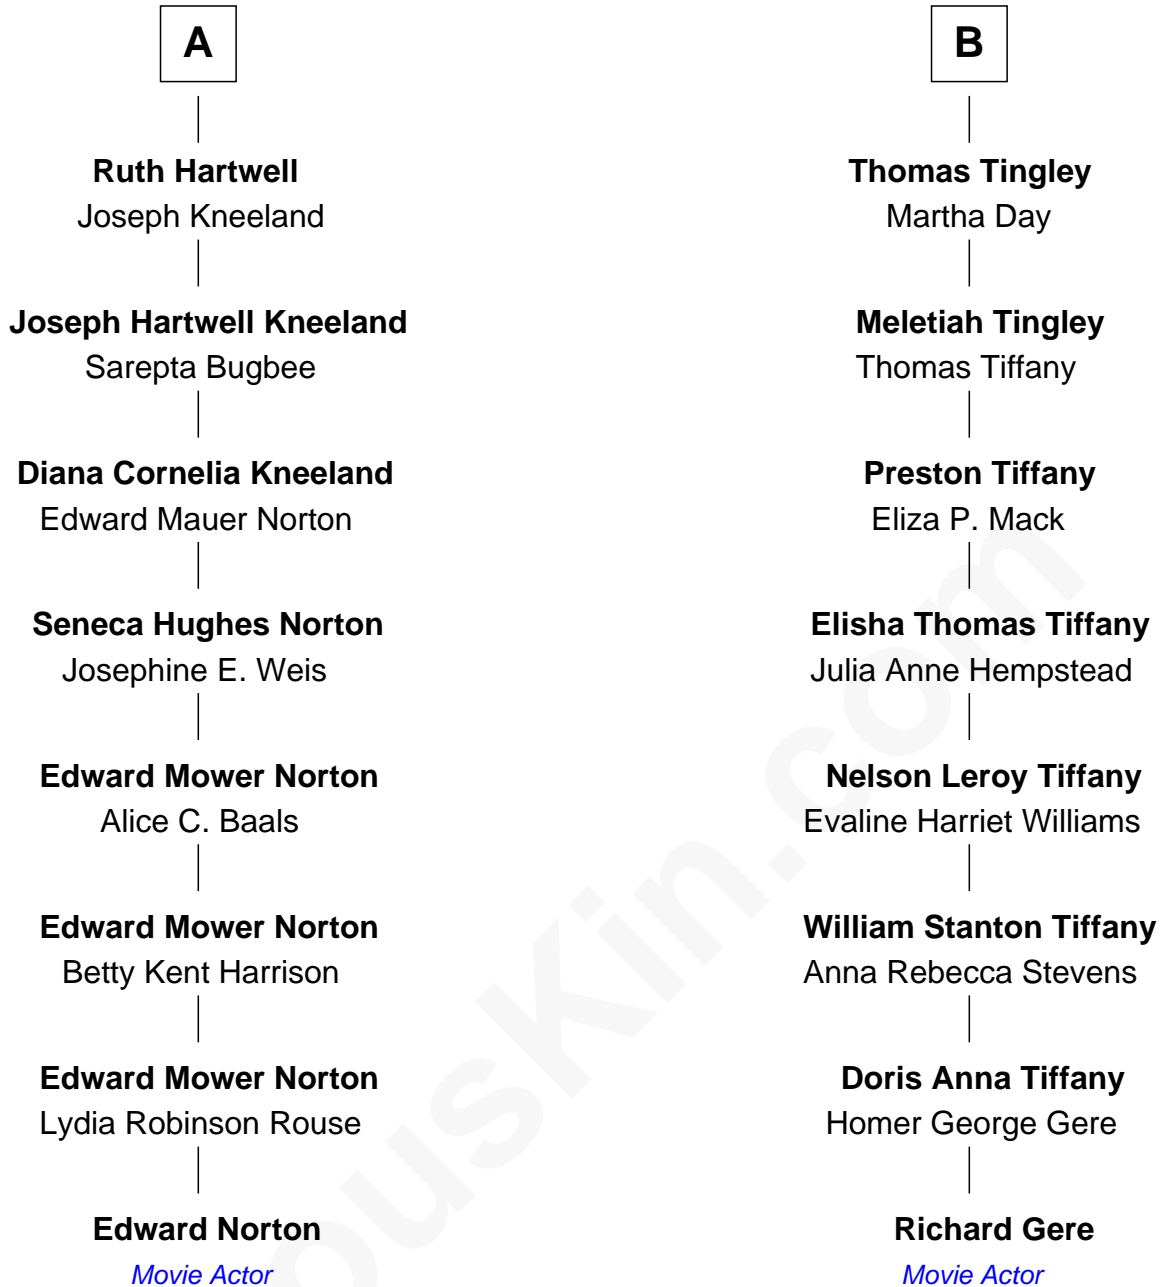 A
Ruth Hartwell
Joseph Kneeland
Joseph Hartwell Kneeland
Sarepta Bugbee
Diana Cornelia Kneeland
Edward Mauer Norton
Seneca Hughes Norton
Josephine E. Weis
Edward Mower Norton
Alice C. Baals
Edward Mower Norton
Betty Kent Harrison
Edward Mower Norton
Lydia Robinson Rouse
Edward Norton
Movie Actor
B
Thomas Tingley
Martha Day
Meletiah Tingley
Thomas Tiffany
Preston Tiffany
Eliza P. Mack
Elisha Thomas Tiffany
Julia Anne Hempstead
Nelson Leroy Tiffany
Evaline Harriet Williams
William Stanton Tiffany
Anna Rebecca Stevens
Doris Anna Tiffany
Homer George Gere
Richard Gere
Movie Actor
ousKin.com